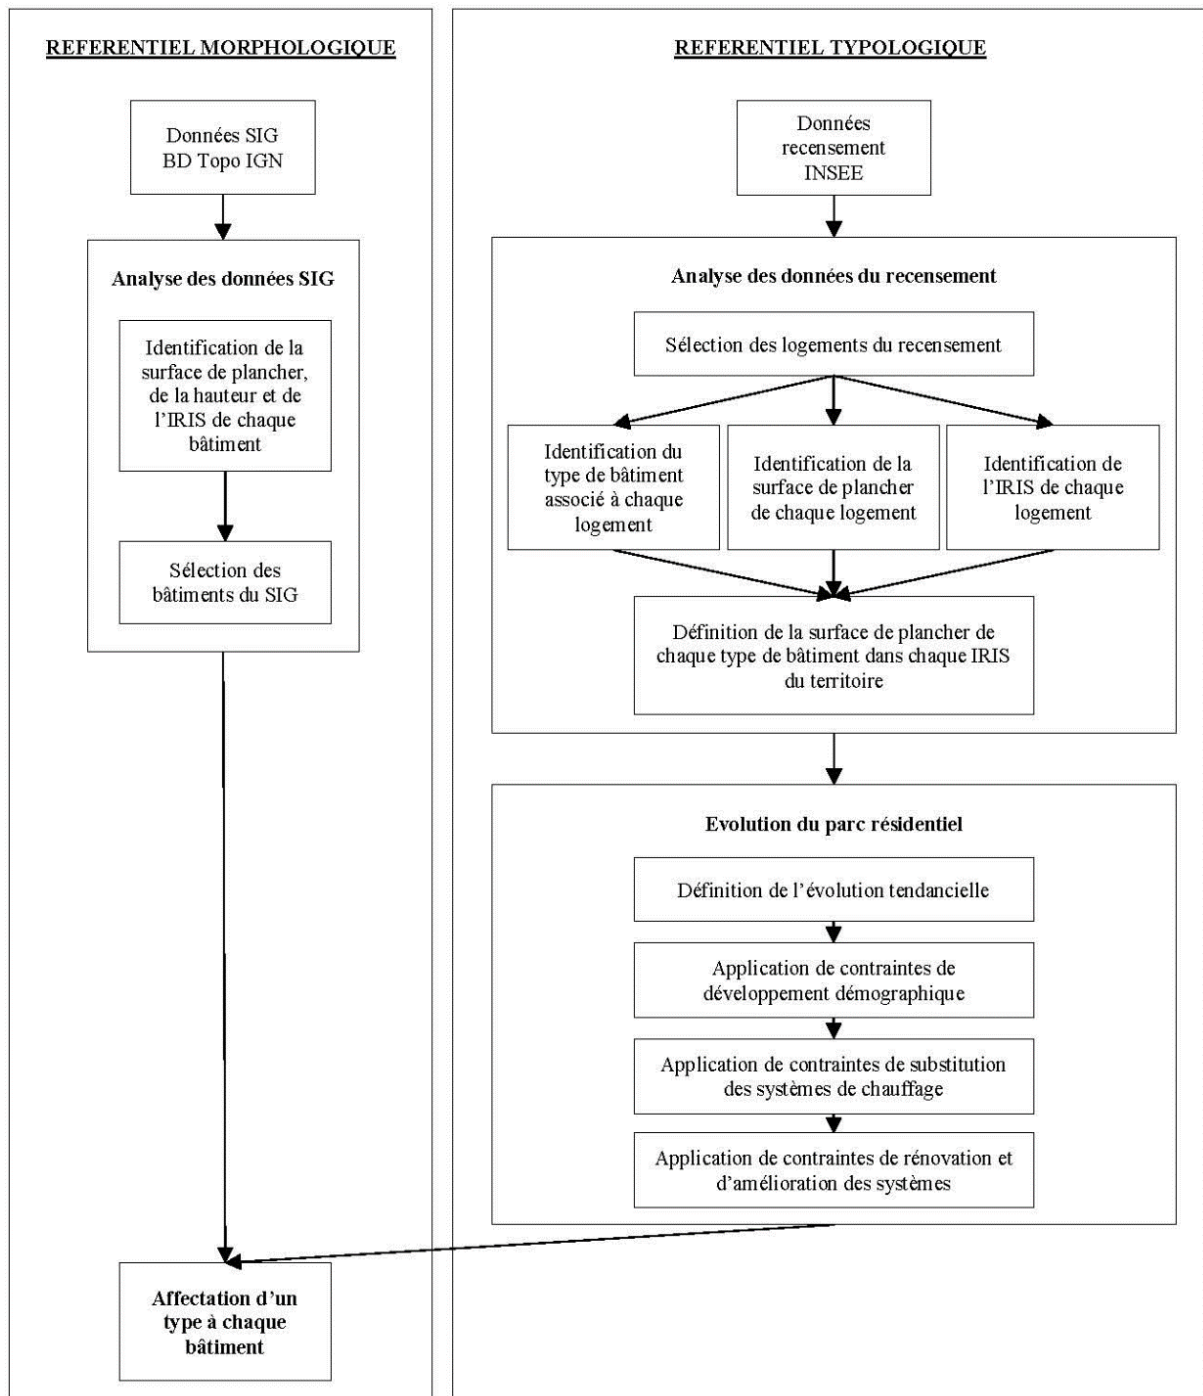 REFERENTIEL MORPHOLOGIQUE
Données SIG
BD Topo IGN
Analyse des données SIG
Identification de la
surface de plancher,
de la hauteur et de
l'IRIS de chaque
bâtiment
Sélection des
bâtiments du SIG
Affectation d'un
type à chaque
bâtiment
REFERENTIEL TYPOLOGIQUE
Données
recensement
INSEE
Analyse des données du recensement
Sélection des logements du recensement
Identification du
type de bâtiment
associé à chaque
logement
Identification de la
surface de plancher
de chaque logement
Identification de
l'IRIS de chaque
logement
Définition de la surface de plancher de
chaque type de bâtiment dans chaque IRIS
du territoire
Evolution du parc résidentiel
Définition de l'évolution tendancielle
Application de contraintes de
développement démographique
Application de contraintes de substitution
des systèmes de chauffage
Application de contraintes de rénovation et
d'amélioration des systèmes